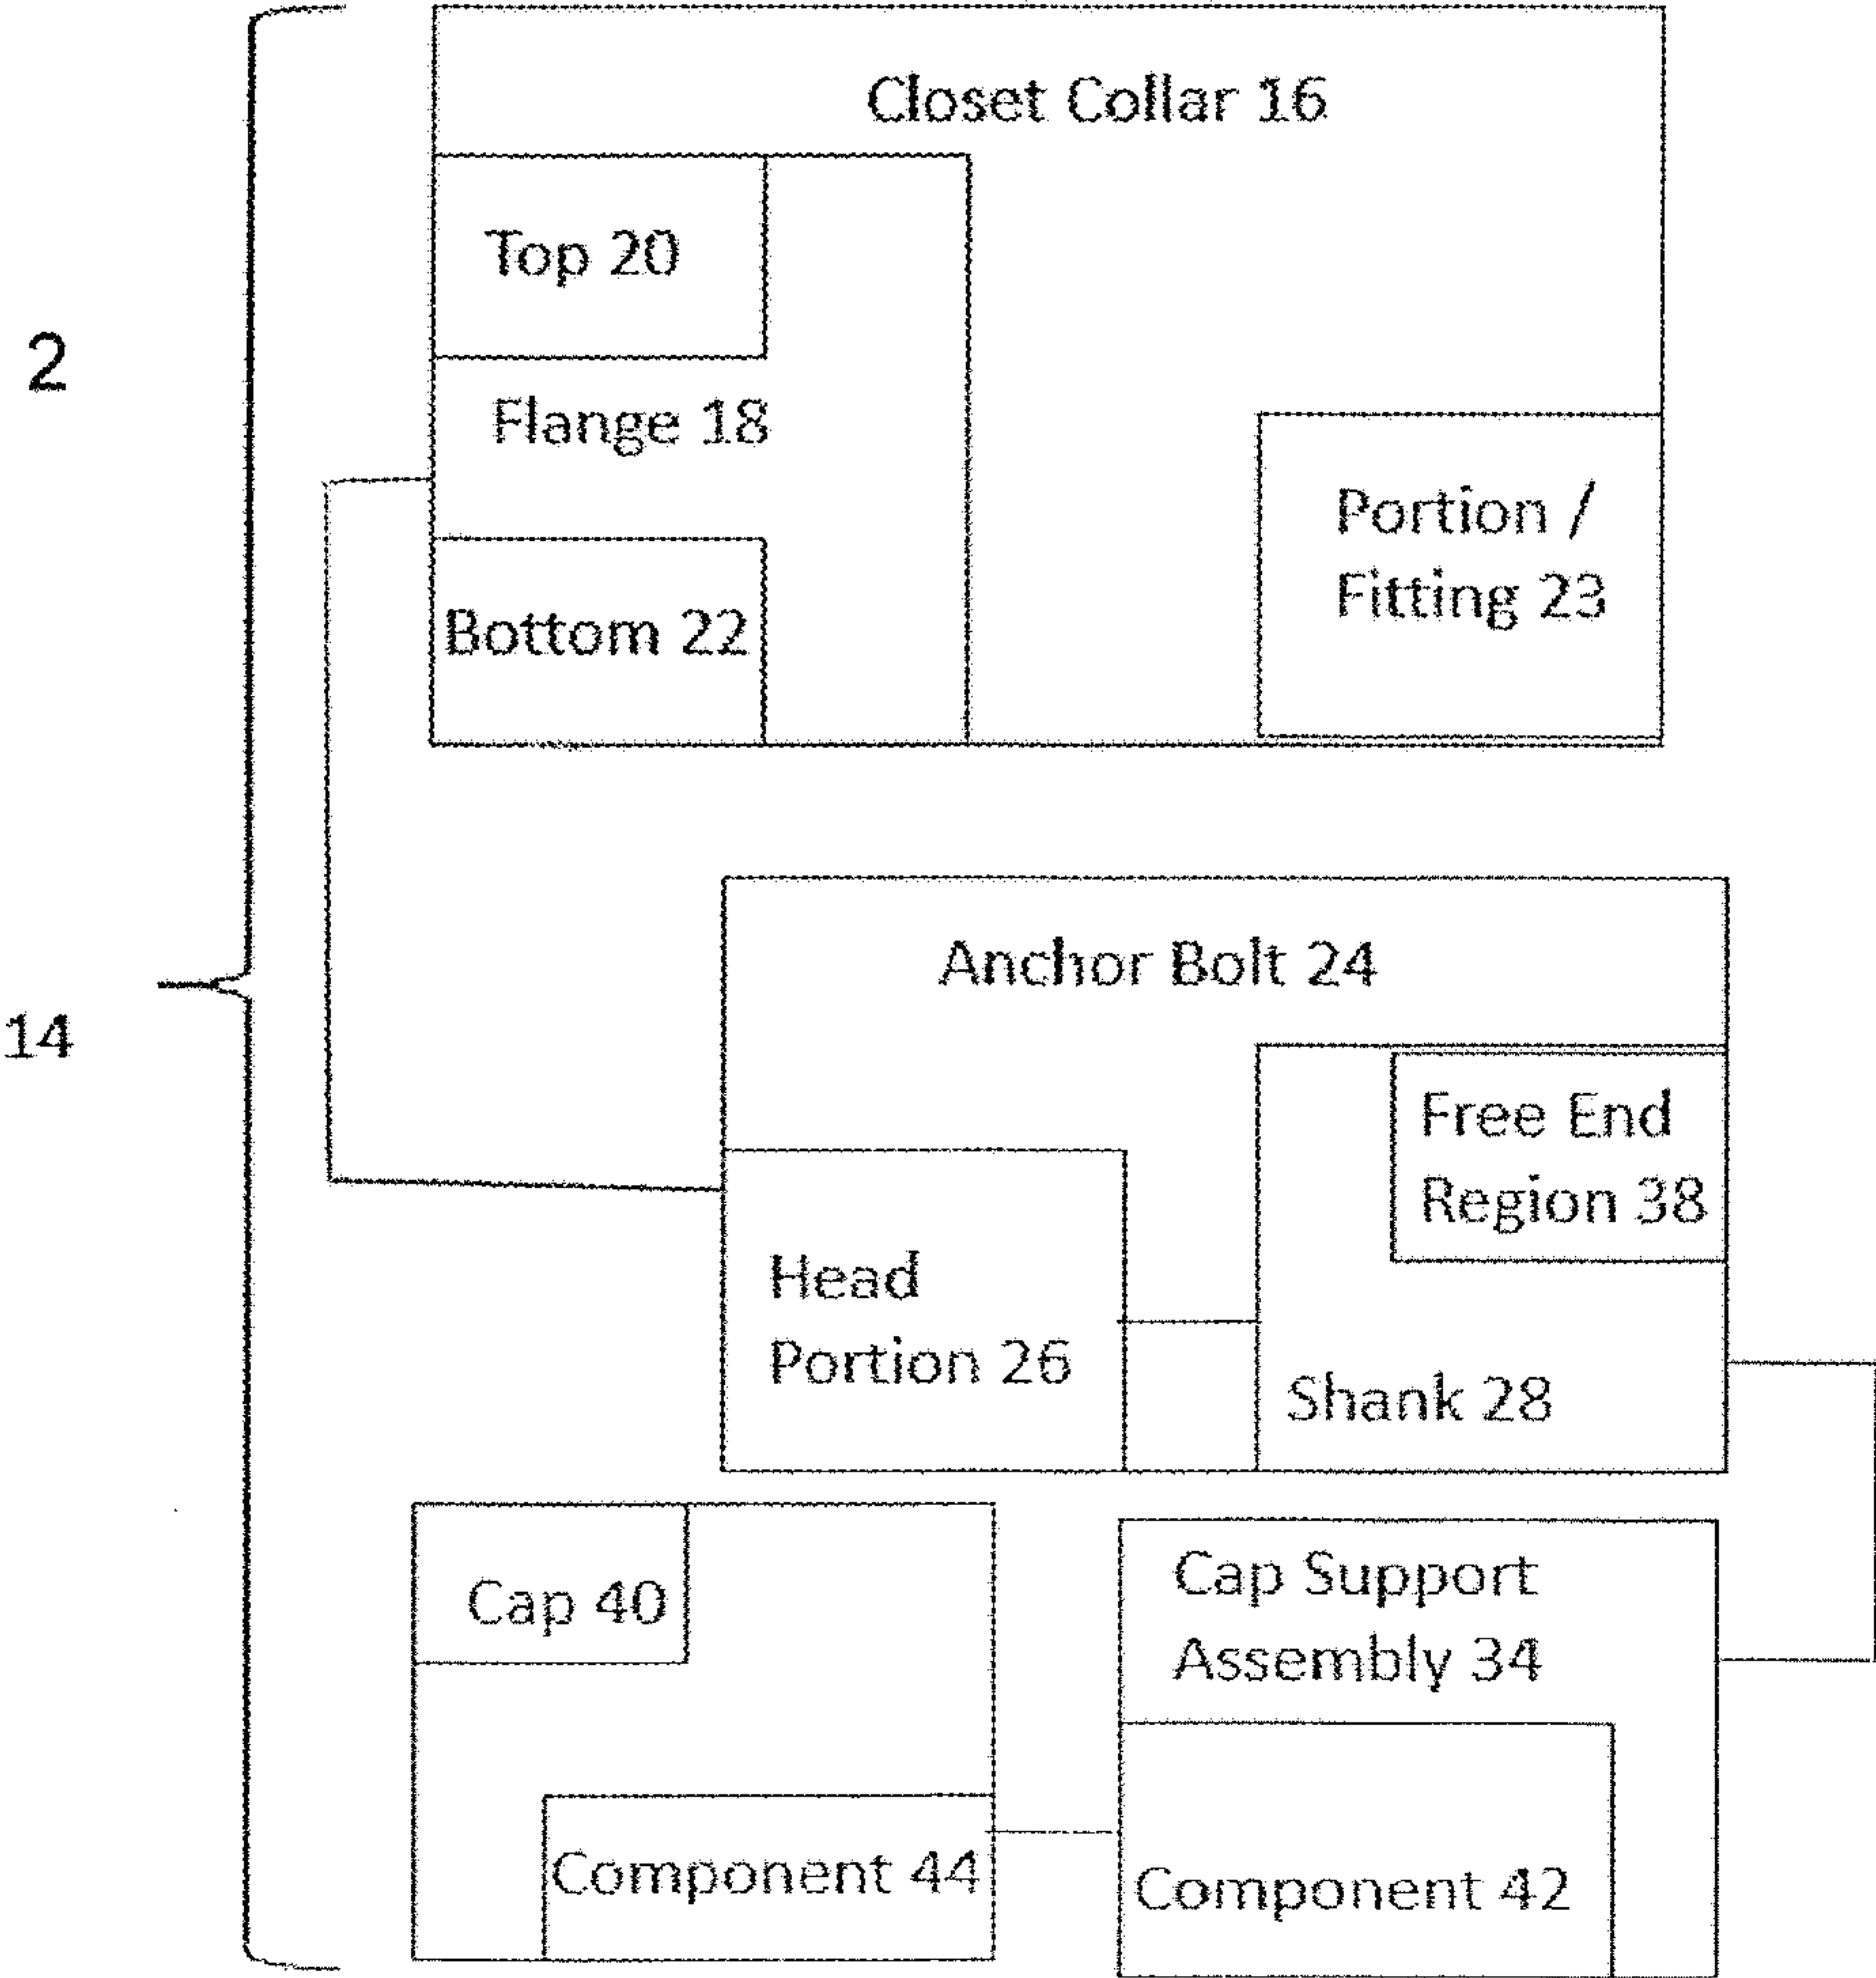 Closet Collar 16
Top 20
2
Flange 18
Portion /
Fitting 23
Bottom 22
Anchor Bolt 24
14
Free End
Region 38
Head
Portion 26
Shank 28
Cap 40
Cap Support
Assembly 34
Component 44
Component 42